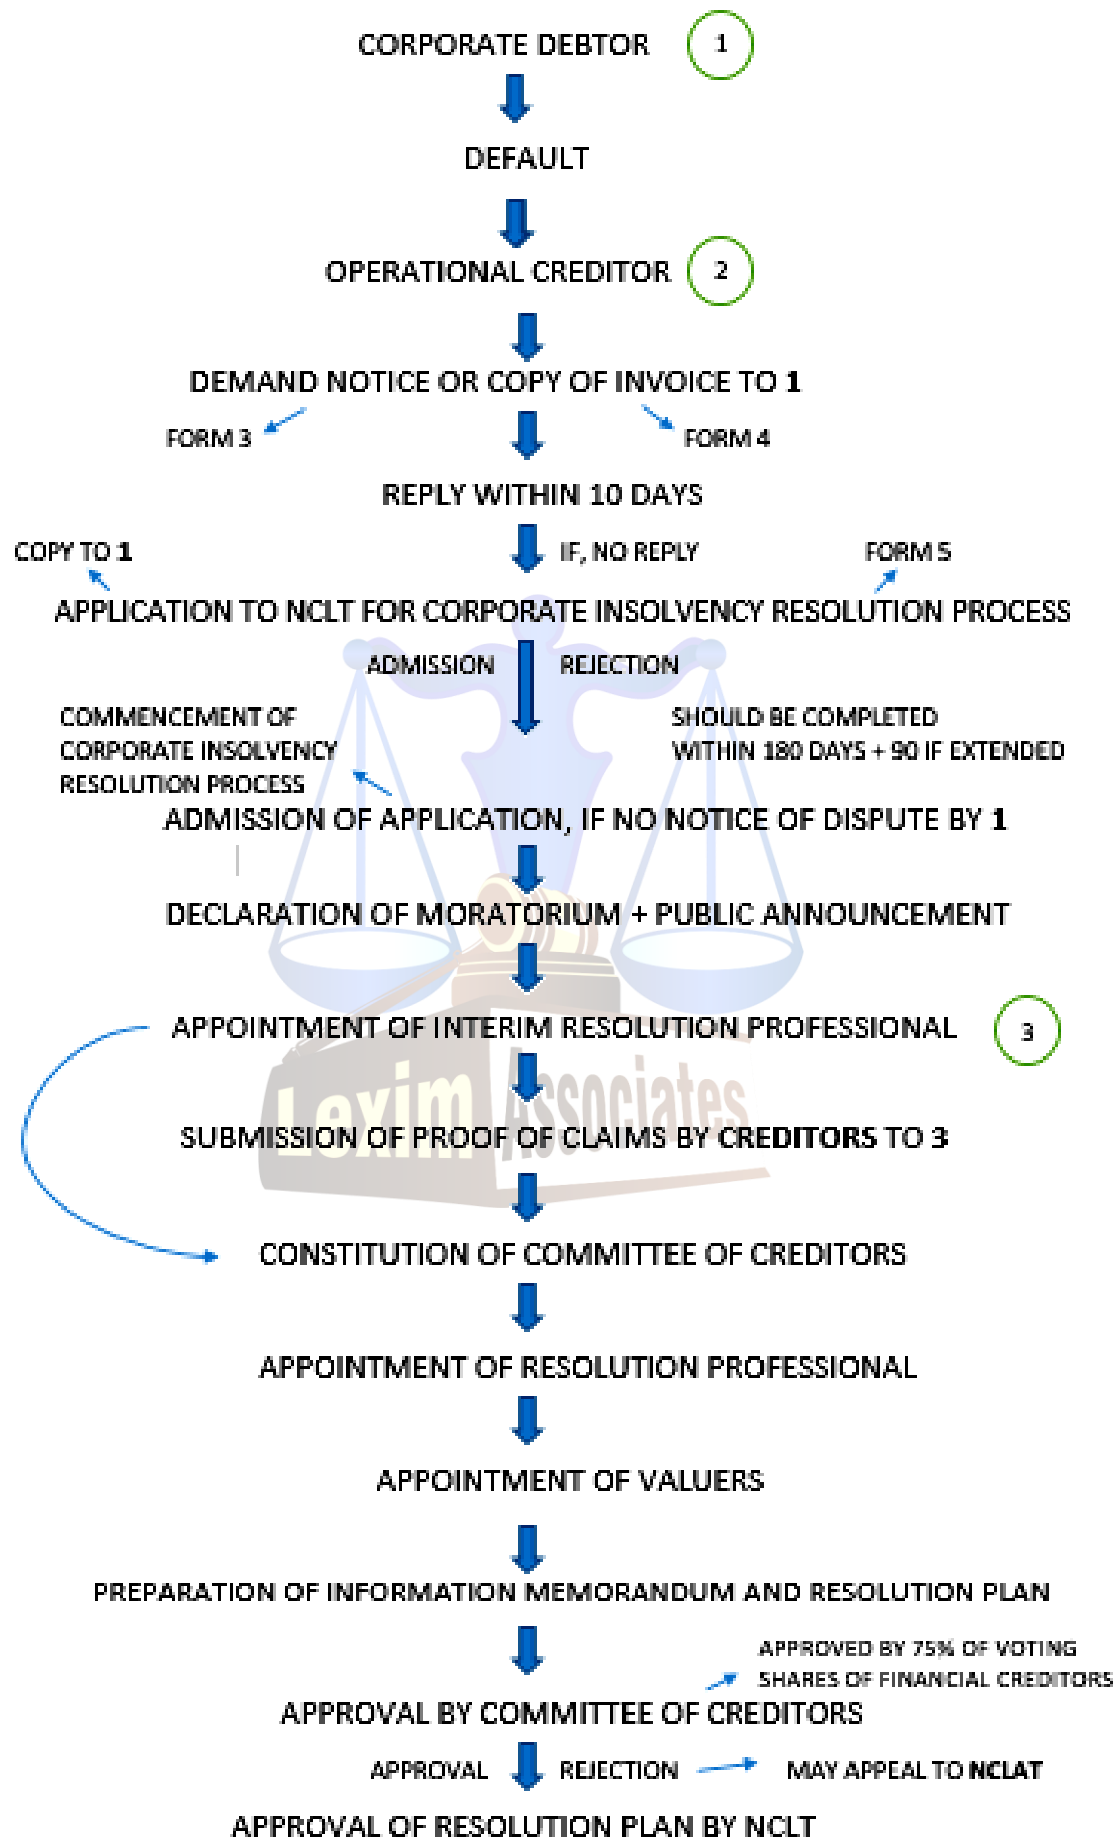 CORPORATE DEBTOR 1
DEFAULT
OPERATIONAL CREDITOR 2
DEMAND NOTICE OR COPY OF INVOICE TO 1
FORM 3
FORM 4
REPLY WITHIN 10 DAYS
COPY TO 1
IF, NO REPLY
FORM 5
APPLICATION TO NCLT FOR CORPORATE INSOLVENCY RESOLUTION PROCESS
ADMISSION
REJECTION
COMMENCEMENT OF
CORPORATE INSOLVENCY
RESOLUTION PROCESS
SHOULD BE COMPLETED
WITHIN 180 DAYS + 90 IF EXTENDED
ADMISSION OF APPLICATION, IF NO NOTICE OF DISPUTE BY 1
DECLARATION OF MORATORIUM + PUBLIC ANNOUNCEMENT
APPOINTMENT OF INTERIM RESOLUTION PROFESSIONAL 3
Lexim Associates
SUBMISSION OF PROOF OF CLAIMS BY CREDITORS TO 3
CONSTITUTION OF COMMITTEE OF CREDITORS
APPOINTMENT OF RESOLUTION PROFESSIONAL
APPOINTMENT OF VALUERS
PREPARATION OF INFORMATION MEMORANDUM AND RESOLUTION PLAN
APPROVED BY 75% OF VOTING
SHARES OF FINANCIAL CREDITORS
APPROVAL BY COMMITTEE OF CREDITORS
APPROVAL
REJECTION
MAY APPEAL TO NCLAT
APPROVAL OF RESOLUTION PLAN BY NCLT